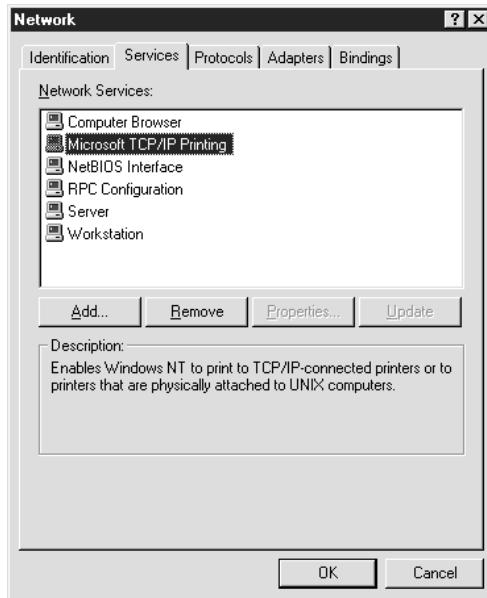 Network
Identification Services Protocols Adapters Bindings
Network Services:
Computer Browser
Microsoft TCP/IP Printing
NetBIOS Interface
RPC Configuration
Server
Workstation
Add... Remove Properties... Update
Description:
Enables Windows NT to print to TCP/IP-connected printers or to
printers that are physically attached to UNIX computers.
OK Cancel